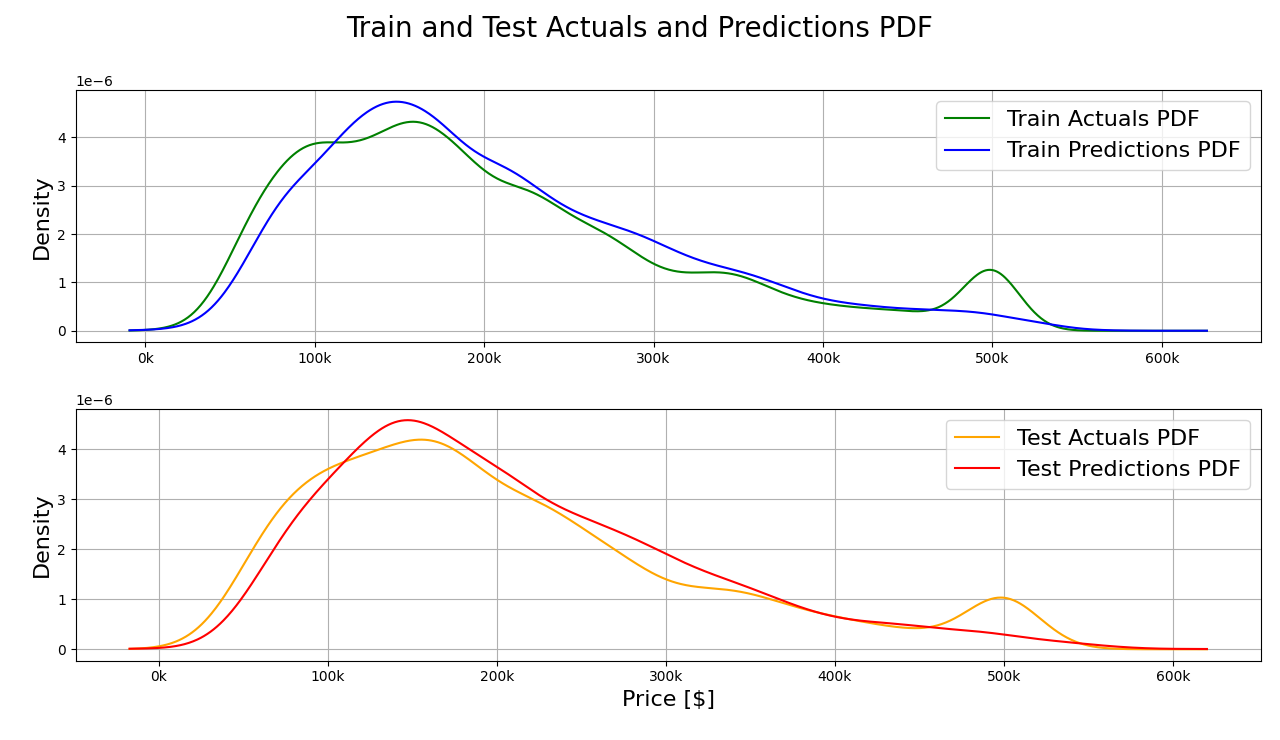 Train and Test Actuals and Predictions PDF
1e−6
Train Actuals PDF
Train Predictions PDF
Density
4
3
2
1
0
0k 100k 200k 300k 400k 500k 600k
1e−6
Test Actuals PDF
Test Predictions PDF
Density
4
3
2
1
0
0k 100k 200k 300k 400k 500k 600k
Price [$]